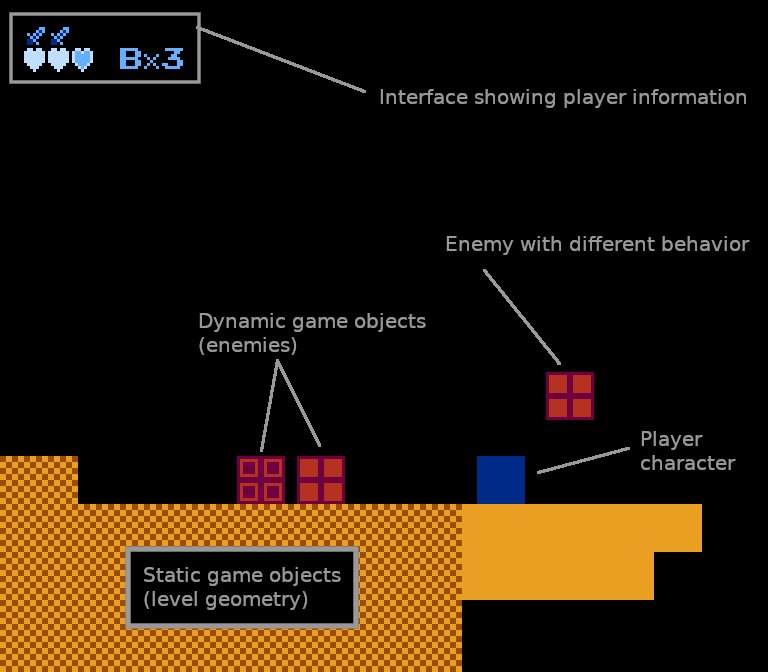 Bx3
Interface showing player information
Enemy with different behavior
Dynamic game objects
(enemies)
Player
character
Static game objects
(level geometry)